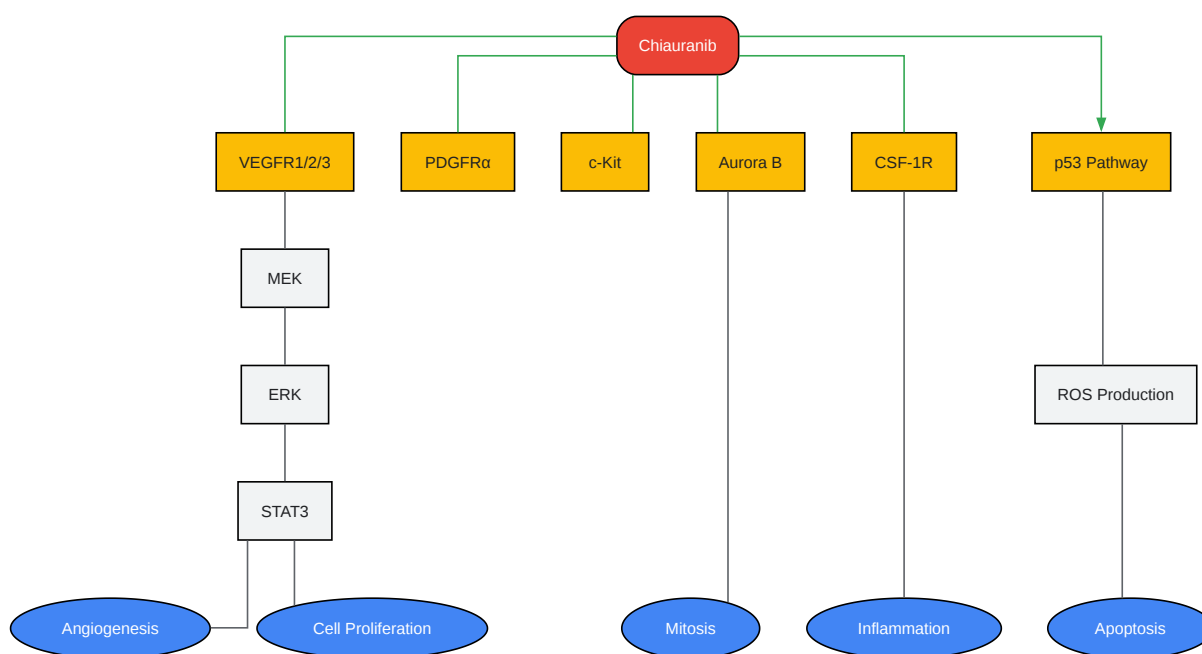 Chiauranib
VEGFR1/2/3
PDGFRα
c-Kit
Aurora B
CSF-1R
p53 Pathway
MEK
ERK
ROS Production
STAT3
Angiogenesis
Cell Proliferation
Mitosis
Inflammation
Apoptosis